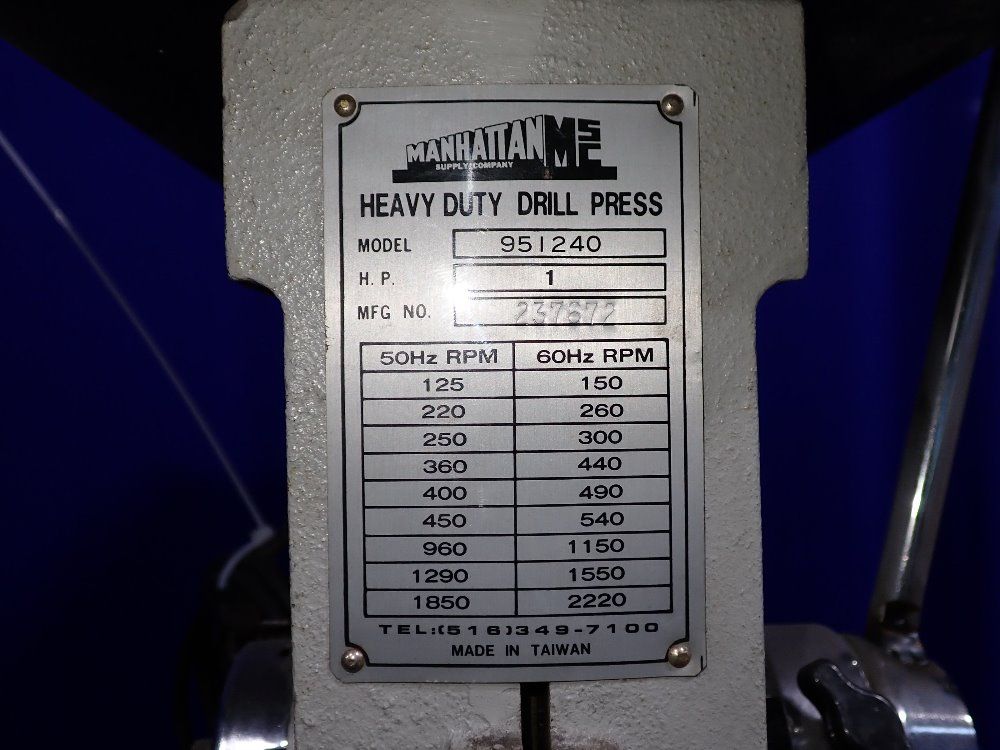 MANHATTAN MSC
SUPPLY COMPANY
HEAVY DUTY DRILL PRESS
MODEL 951240
H. P. 1
MFG NO. 237672
50Hz RPM 60Hz RPM
125 150
220 260
250 300
360 440
400 490
450 540
960 1150
1290 1550
1850 2220
TEL:(516)349-7100
MADE IN TAIWAN